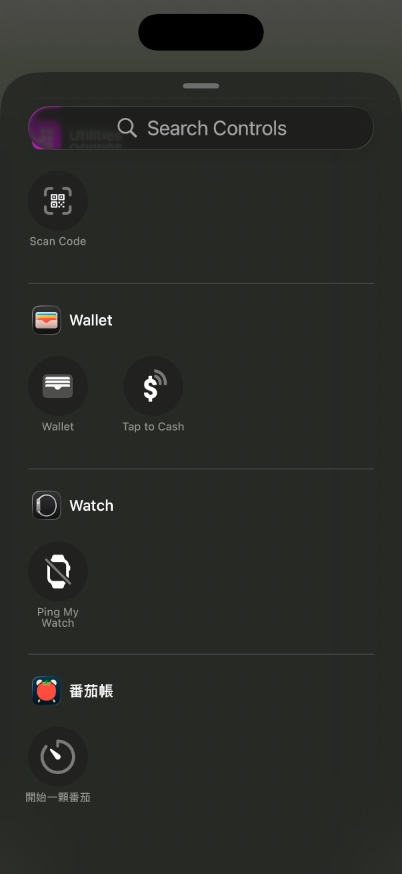 Search Controls
Utilities
Scan Code
Wallet
Wallet
Tap to Cash
Watch
Ping My
Watch
番茄帳
開始一顆番茄